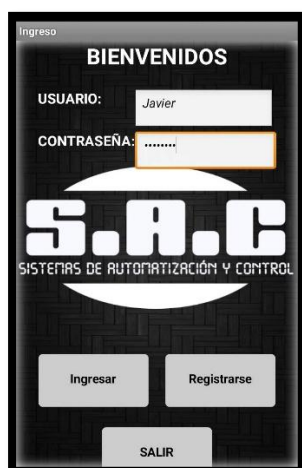 Ingreso
BIENVENIDOS
USUARIO: Javier
CONTRASEÑA: ........
S.A.C
SISTEMAS DE AUTOMATIZACIÓN Y CONTROL
Ingresar Registrarse
SALIR